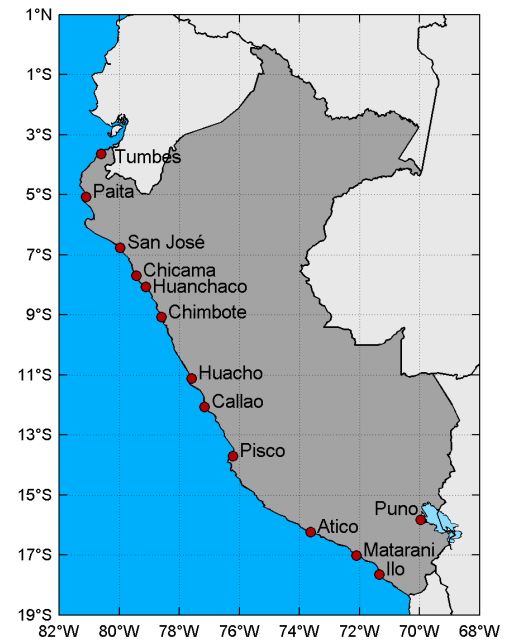 1°N
1°S
3°S
Tumbes
5°S
Paita
7°S
San José
Chicama
Huanchaco
9°S
Chimbote
11°S
Huacho
Callao
13°S
Pisco
15°S
Puno
Atico
17°S
Matarani
Ilo
19°S
82°W 80°W 78°W 76°W 74°W 72°W 70°W 68°W